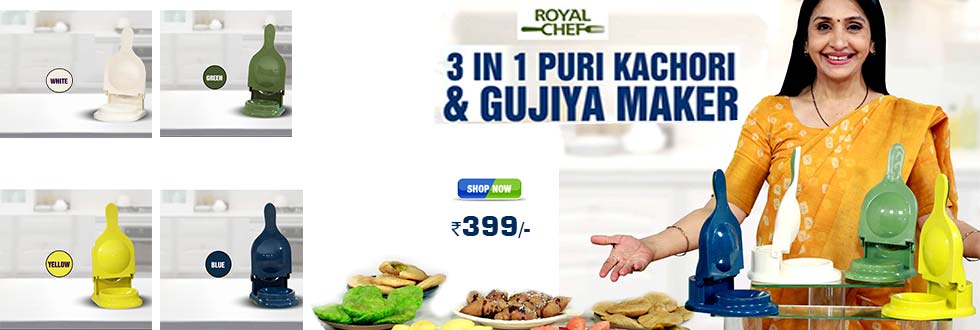 WHITE
GREEN
YELLOW
BLUE
ROYAL
CHEF
3 IN 1 PURI KACHORI
& GUJIYA MAKER
SHOP NOW
₹399/-